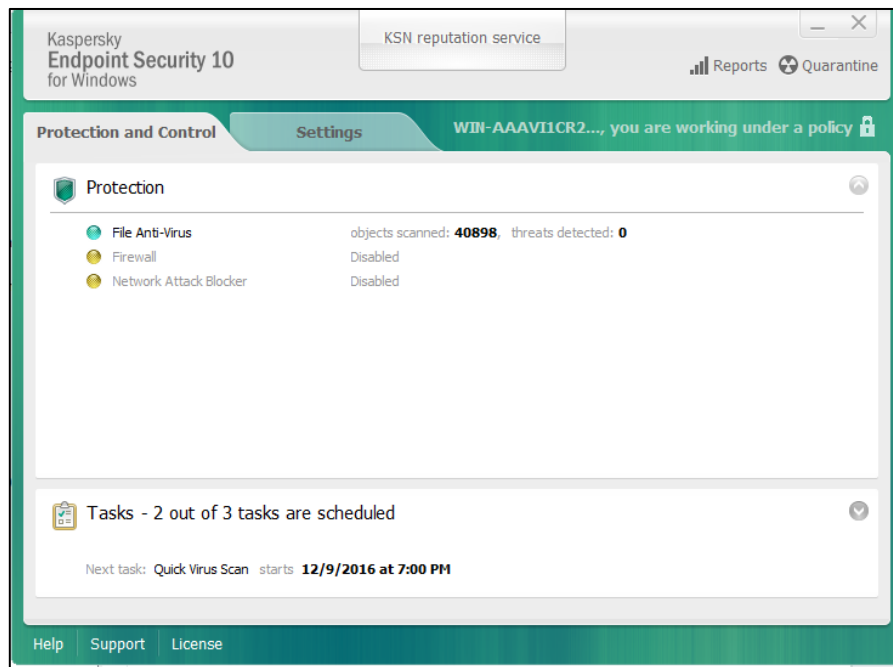 Kaspersky
Endpoint Security 10
for Windows
KSN reputation service
Reports Quarantine
Protection and Control Settings WIN-AAAVI1CR2..., you are working under a policy
Protection
File Anti-Virus objects scanned: 40898, threats detected: 0
Firewall Disabled
Network Attack Blocker Disabled
Tasks - 2 out of 3 tasks are scheduled
Next task: Quick Virus Scan starts 12/9/2016 at 7:00 PM
Help Support License